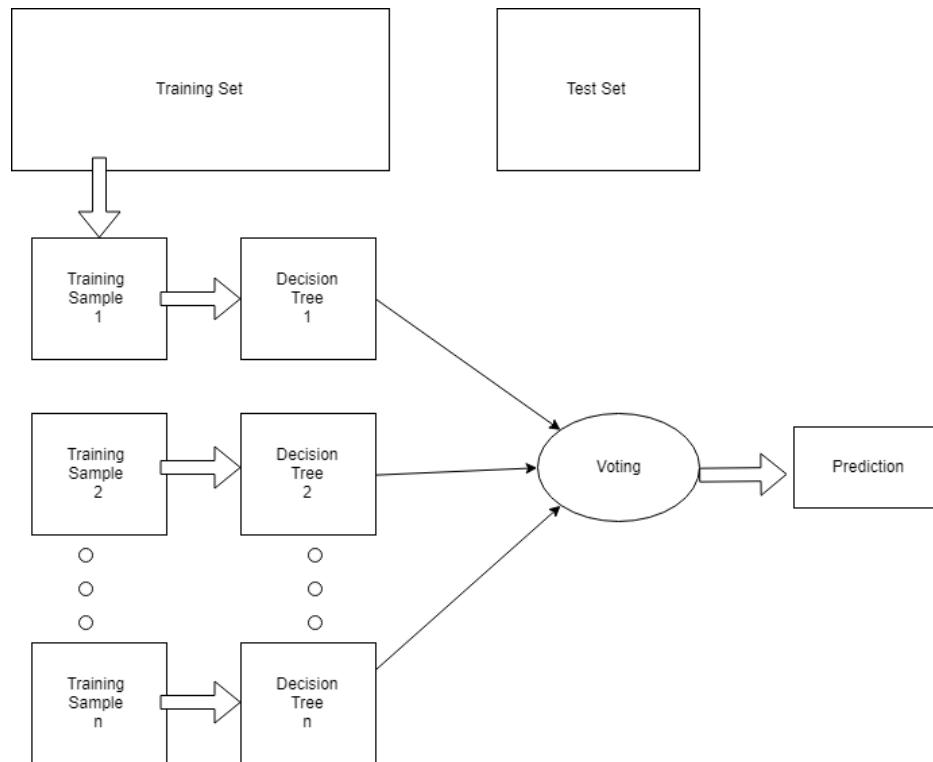 Training Set
Test Set
Training
Sample
1
Decision
Tree
1
Training
Sample
2
Decision
Tree
2
Voting
Prediction
Training
Sample
n
Decision
Tree
n